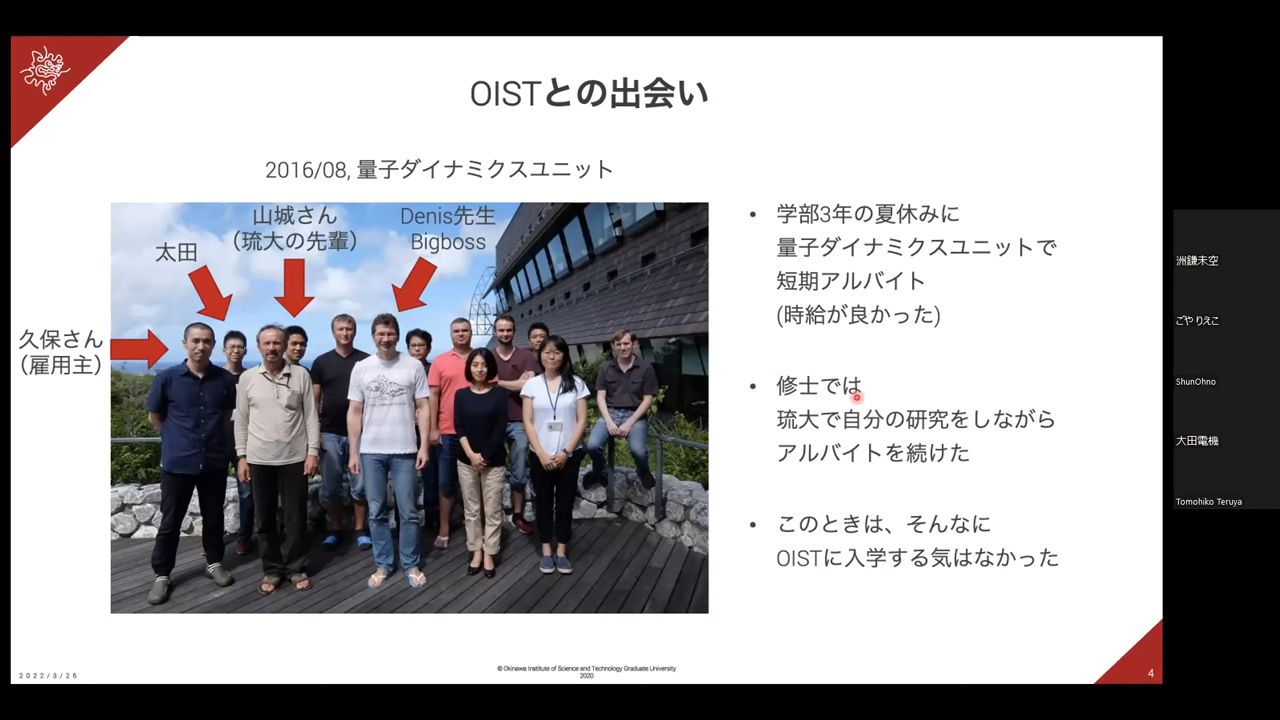 OISTとの出会い
2016/08, 量子ダイナミクスユニット
山城さん
(琉大の先輩)
Denis先生
Bigboss
太田
久保さん
(雇用主)
• 学部3年の夏休みに
量子ダイナミクスユニットで
短期アルバイト
(時給が良かった)
• 修士では
琉大で自分の研究をしながら
アルバイトを続けた
• このときは、そんなに
OISTに入学する気はなかった
2022/3/26
© Okinawa Institute of Science and Technology Graduate University
2020
4
洲鎌未空
ごや りえこ
ShunOhno
大田電機
Tomohiko Teruya